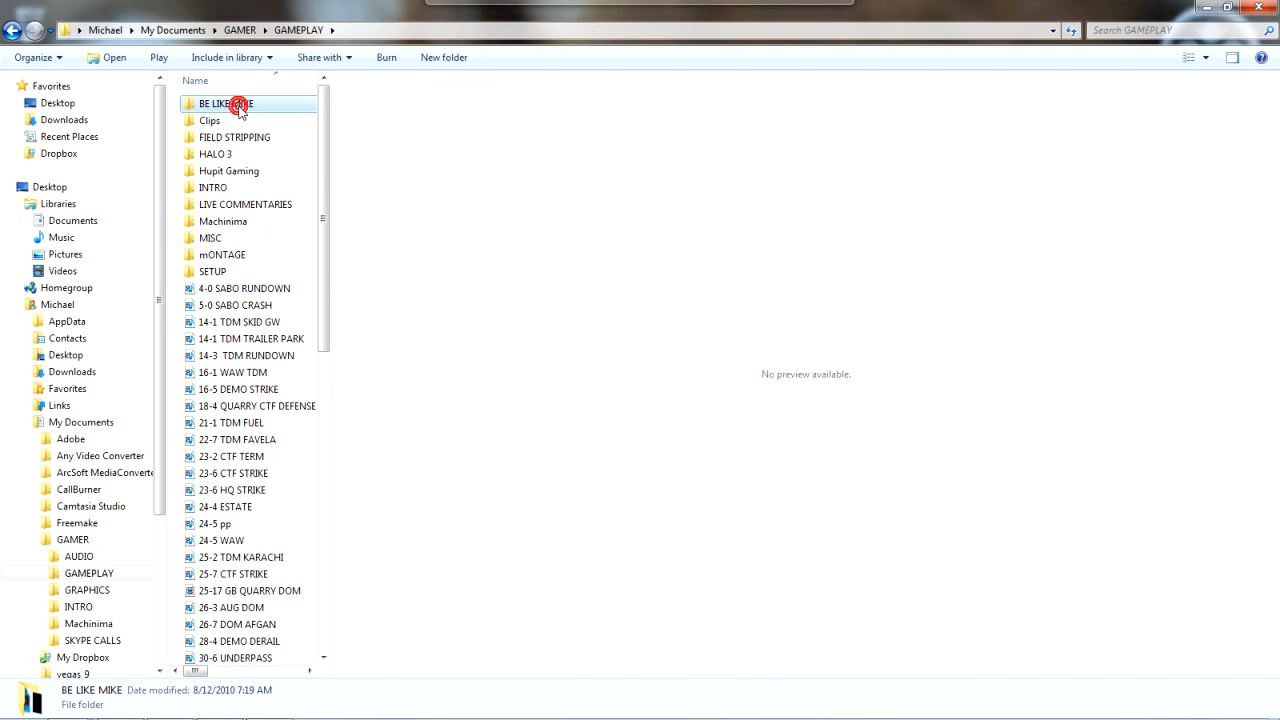 Michael My Documents GAMER GAMEPLAY
Search GAMEPLAY
Organize Open Play Include in library Share with Burn New folder
Favorites
Desktop
Downloads
Recent Places
Dropbox
Desktop
Libraries
Documents
Music
Pictures
Videos
Homegroup
Michael
AppData
Contacts
Desktop
Downloads
Favorites
Links
My Documents
Adobe
Any Video Converter
ArcSoft MediaConverte
CallBurner
Camtasia Studio
Freemake
GAMER
AUDIO
GAMEPLAY
GRAPHICS
INTRO
Machinima
SKYPE CALLS
My Dropbox
vegas 9
Name
BE LIKE MIKE
Clips
FIELD STRIPPING
HALO 3
Hupit Gaming
INTRO
LIVE COMMENTARIES
Machinima
MISC
mONTAGE
SETUP
4-0 SABO RUNDOWN
5-0 SABO CRASH
14-1 TDM SKID GW
14-1 TDM TRAILER PARK
14-3 TDM RUNDOWN
16-1 WAW TDM
16-5 DEMO STRIKE
18-4 QUARRY CTF DEFENSE
21-1 TDM FUEL
22-7 TDM FAVELA
23-2 CTF TERM
23-6 CTF STRIKE
23-6 HQ STRIKE
24-4 ESTATE
24-5 pp
24-5 WAW
25-2 TDM KARACHI
25-7 CTF STRIKE
25-17 GB QUARRY DOM
26-3 AUG DOM
26-7 DOM AFGAN
28-4 DEMO DERAIL
30-6 UNDERPASS
No preview available.
BE LIKE MIKE Date modified: 8/12/2010 7:19 AM
File folder